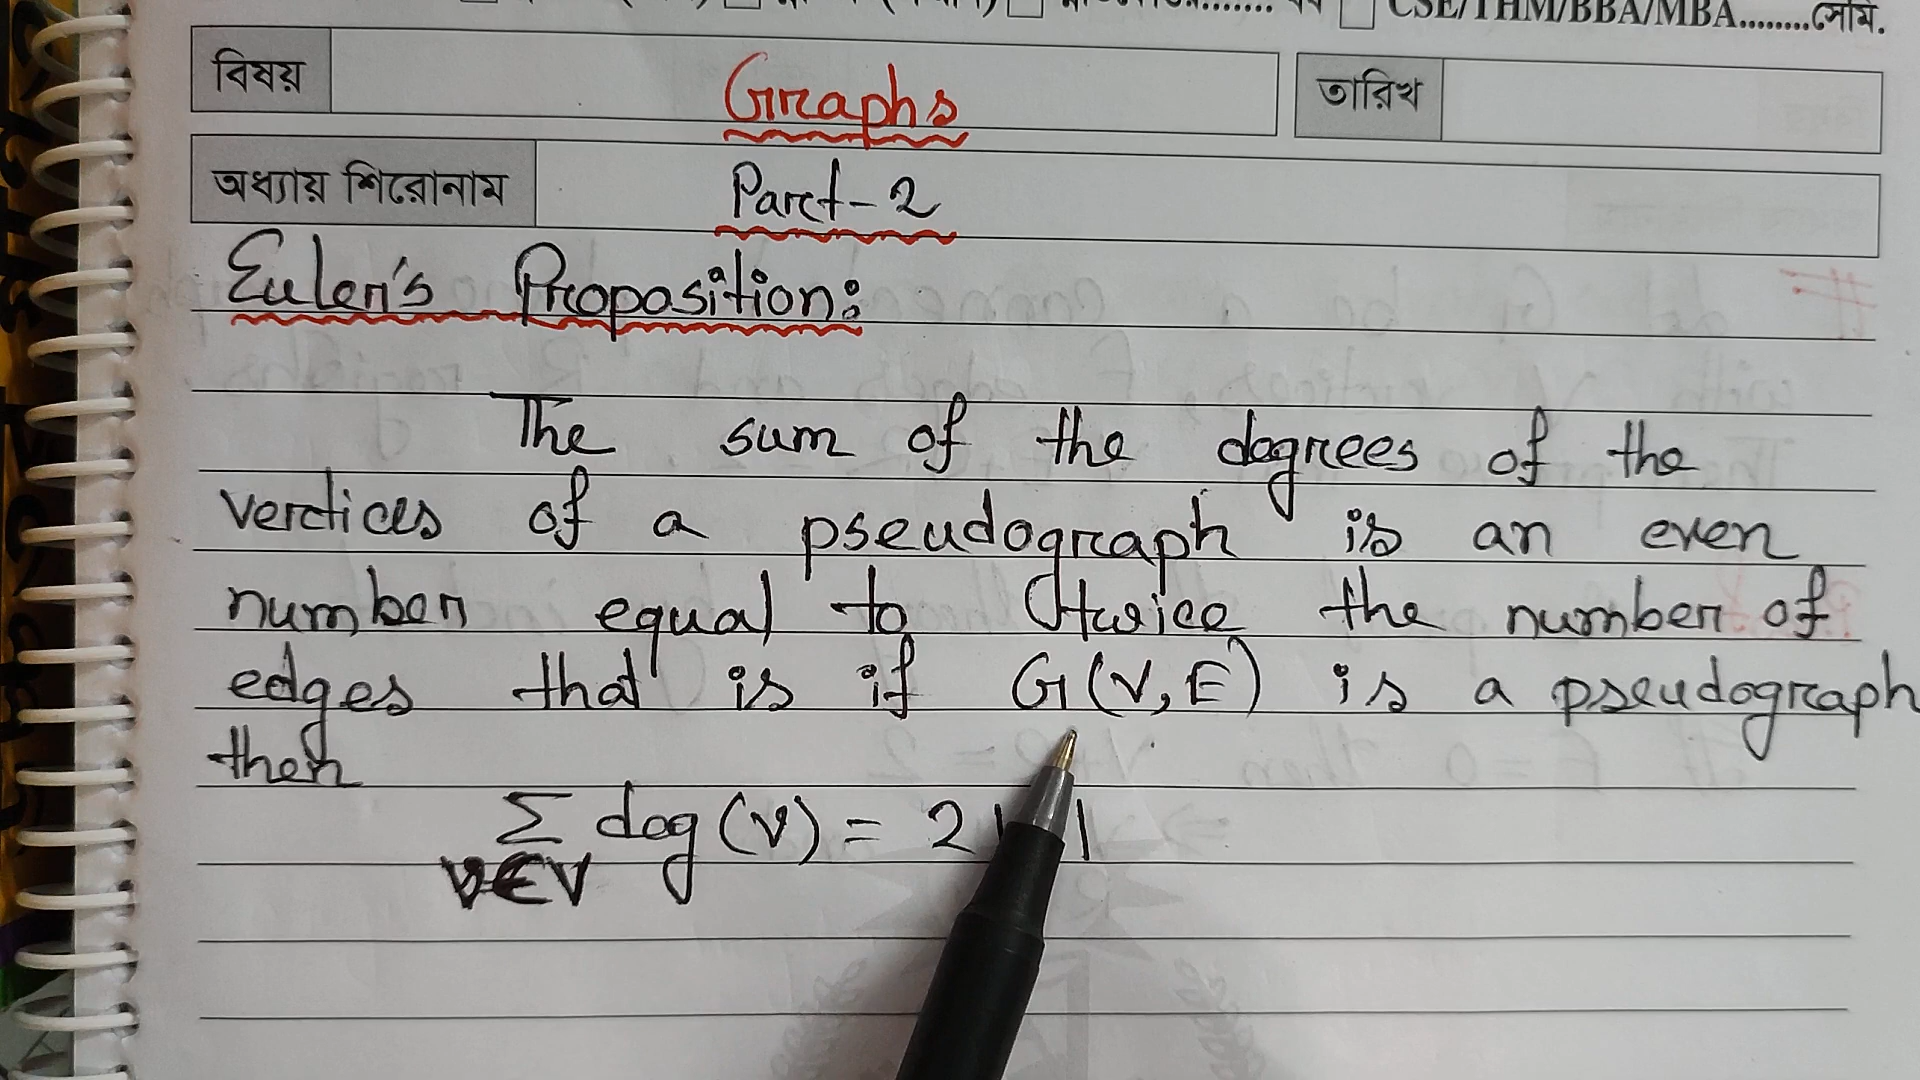 CSE/THM/BBA/MBA........সেমি.
বিষয় Graphs তারিখ
অধ্যায় শিরোনাম Part-2
Euler's Proposition:
The sum of the degrees of the
vertices of a pseudograph is an even
number equal to twice the number of
edges that is if G(V,E) is a pseudograph
then
Σ deg(v) = 2| |
v∈V